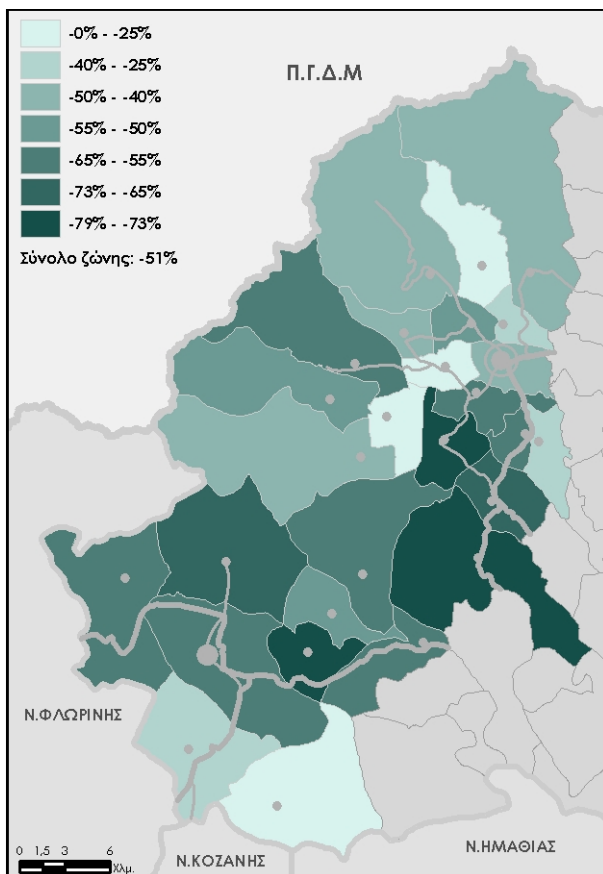 -0% - -25%
-40% - -25%
-50% - -40%
-55% - -50%
-65% - -55%
-73% - -65%
-79% - -73%
Σύνολο ζώνης: -51%
Π.Γ.Δ.Μ
Ν.ΦΛΩΡΙΝΗΣ
Ν.ΚΟΖΑΝΗΣ
Ν.ΗΜΑΘΙΑΣ
0 1,5 3 6
Χλμ.